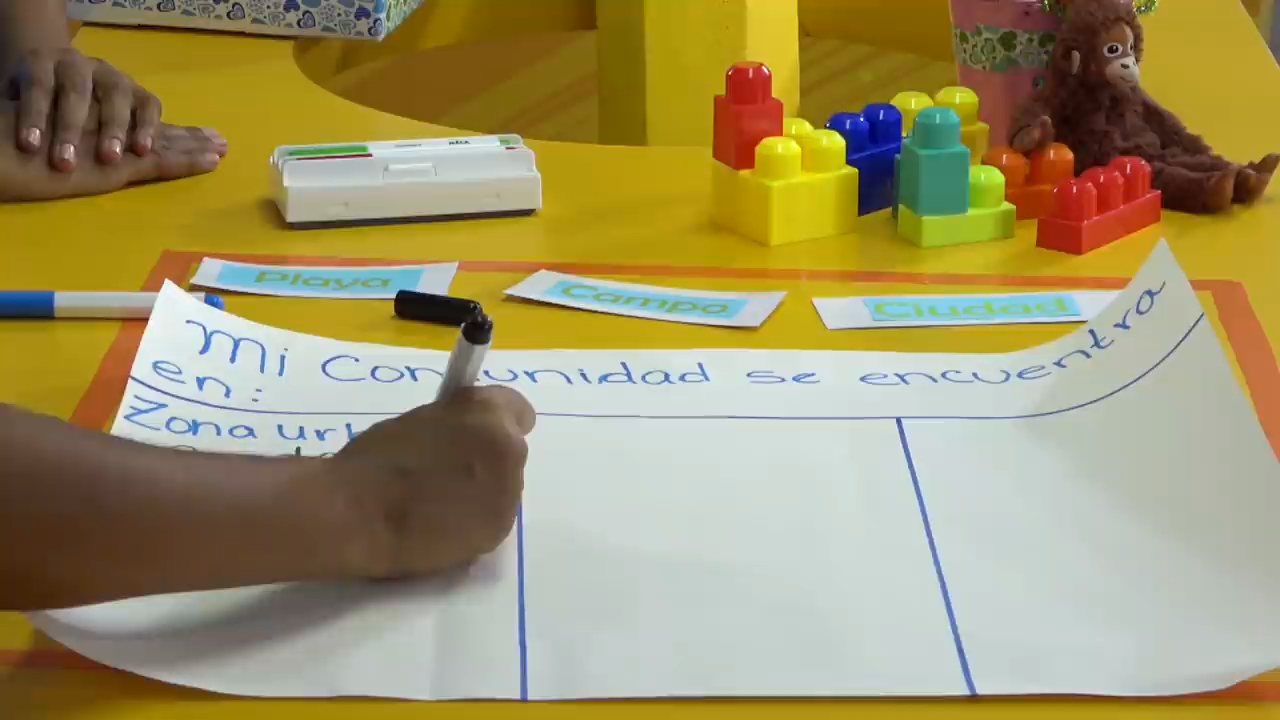 Playa
Campo
Ciudad
Mi Comunidad se encuentra
en:
Zona